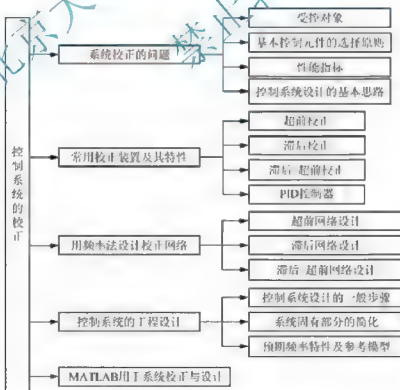 控制系统的校正
系统校正的问题
受控对象
基本控制元件的选择原则
性能指标
控制系统设计的基本思路
常用校正装置及其特性
超前校正
滞后校正
滞后-超前校正
PID控制器
用频率法设计校正网络
超前网络设计
滞后网络设计
滞后-超前网络设计
控制系统的工程设计
控制系统设计的一般步骤
系统固有部分的简化
预期频率特性及参考模型
MATLAB用于系统校正与设计
北京